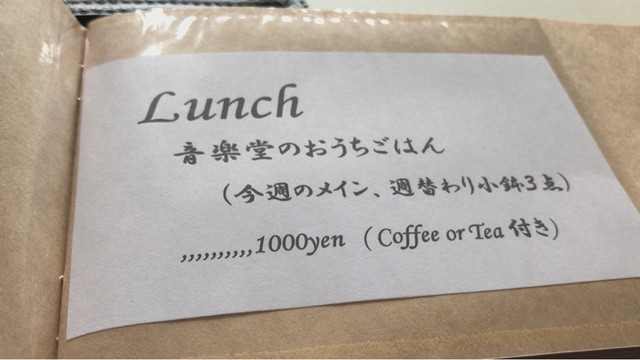 Lunch
音楽堂のおうちごはん
(今週のメイン、週替わり小鉢3点)
,,,,,,,,,,1000yen (Coffee or Tea 付き)